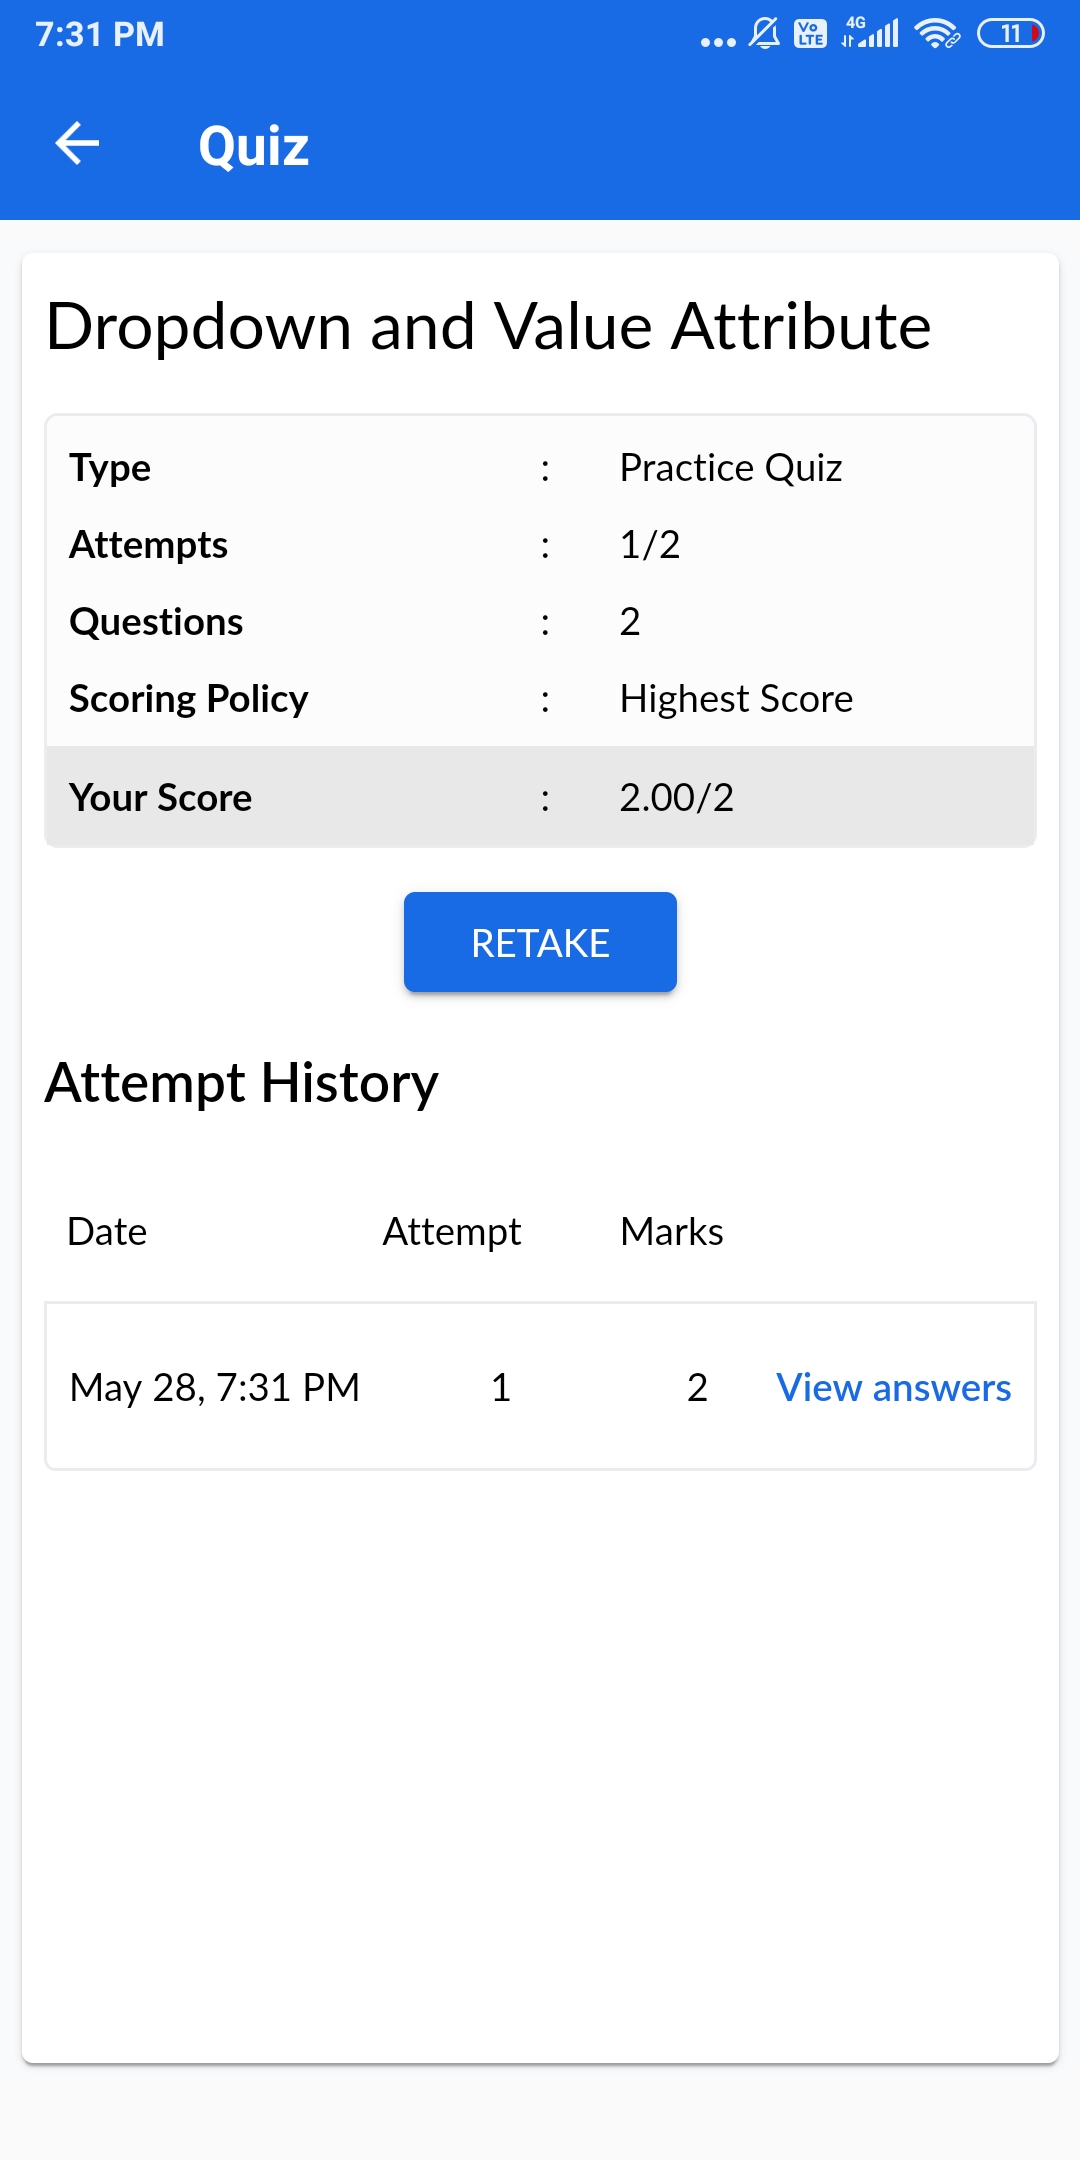 7:31 PM
Vo LTE 4G 11
Quiz
Dropdown and Value Attribute
Type : Practice Quiz
Attempts : 1/2
Questions : 2
Scoring Policy : Highest Score
Your Score : 2.00/2
RETAKE
Attempt History
Date Attempt Marks
May 28, 7:31 PM 1 2 View answers